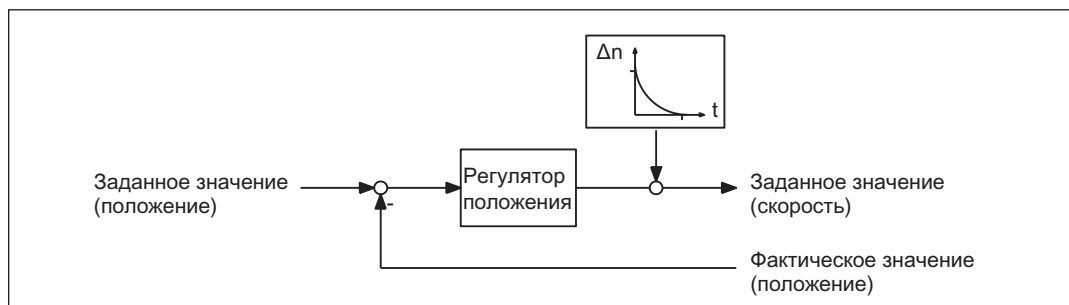 Δn
t
Заданное значение
(положение)
-
Регулятор
положения
Заданное значение
(скорость)
Фактическое значение
(положение)